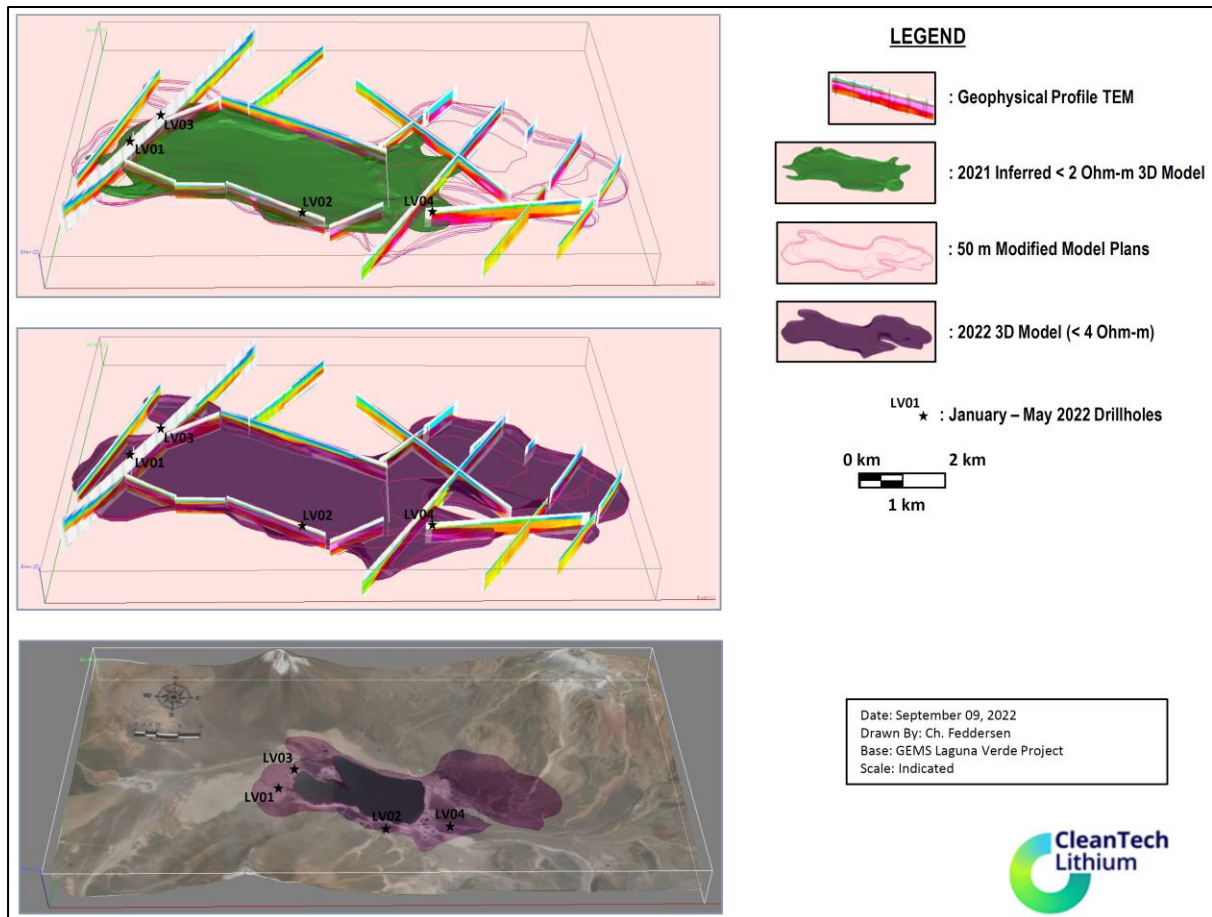 LV03
LV01
LV02
LV04
Elev (Z)
LV03
LV01
LV02
LV04
Elev (Z)
LV03
LV01
LV02
LV04
LEGEND
: Geophysical Profile TEM
: 2021 Inferred < 2 Ohm-m 3D Model
: 50 m Modified Model Plans
: 2022 3D Model (< 4 Ohm-m)
LV01
: January – May 2022 Drillholes
0 km 2 km
1 km
Date: September 09, 2022
Drawn By: Ch. Feddersen
Base: GEMS Laguna Verde Project
Scale: Indicated
CleanTech
Lithium